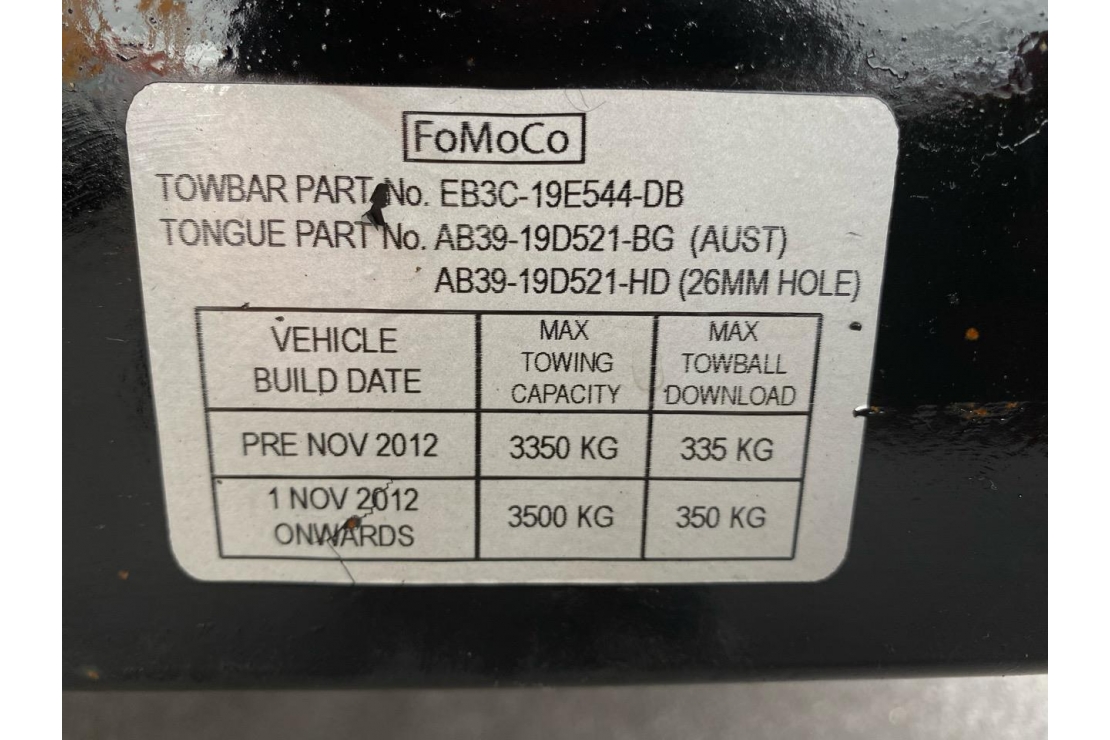 FoMoCo
TOWBAR PART No. EB3C-19E544-DB
TONGUE PART No. AB39-19D521-BG (AUST)
AB39-19D521-HD (26MM HOLE)
VEHICLE BUILD DATE MAX TOWING CAPACITY MAX TOWBALL DOWNLOAD
PRE NOV 2012 3350 KG 335 KG
1 NOV 2012 ONWARDS 3500 KG 350 KG